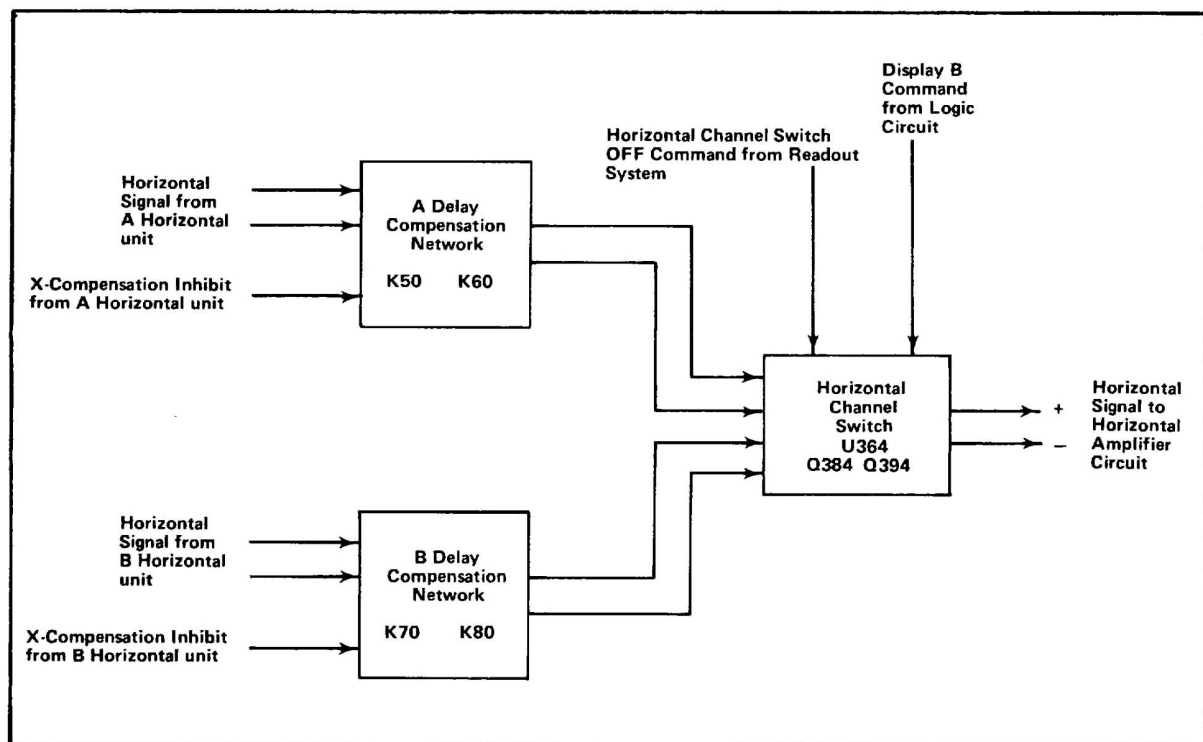 Display B
Command
from Logic
Circuit
Horizontal Channel Switch
OFF Command from Readout
System
Horizontal
Signal from
A Horizontal
unit
X-Compensation Inhibit
from A Horizontal unit
A Delay
Compensation
Network
K50 K60
Horizontal
Channel
Switch
U364
Q384 Q394
+
–
Horizontal
Signal to
Horizontal
Amplifier
Circuit
Horizontal
Signal from
B Horizontal
unit
X-Compensation Inhibit
from B Horizontal unit
B Delay
Compensation
Network
K70 K80